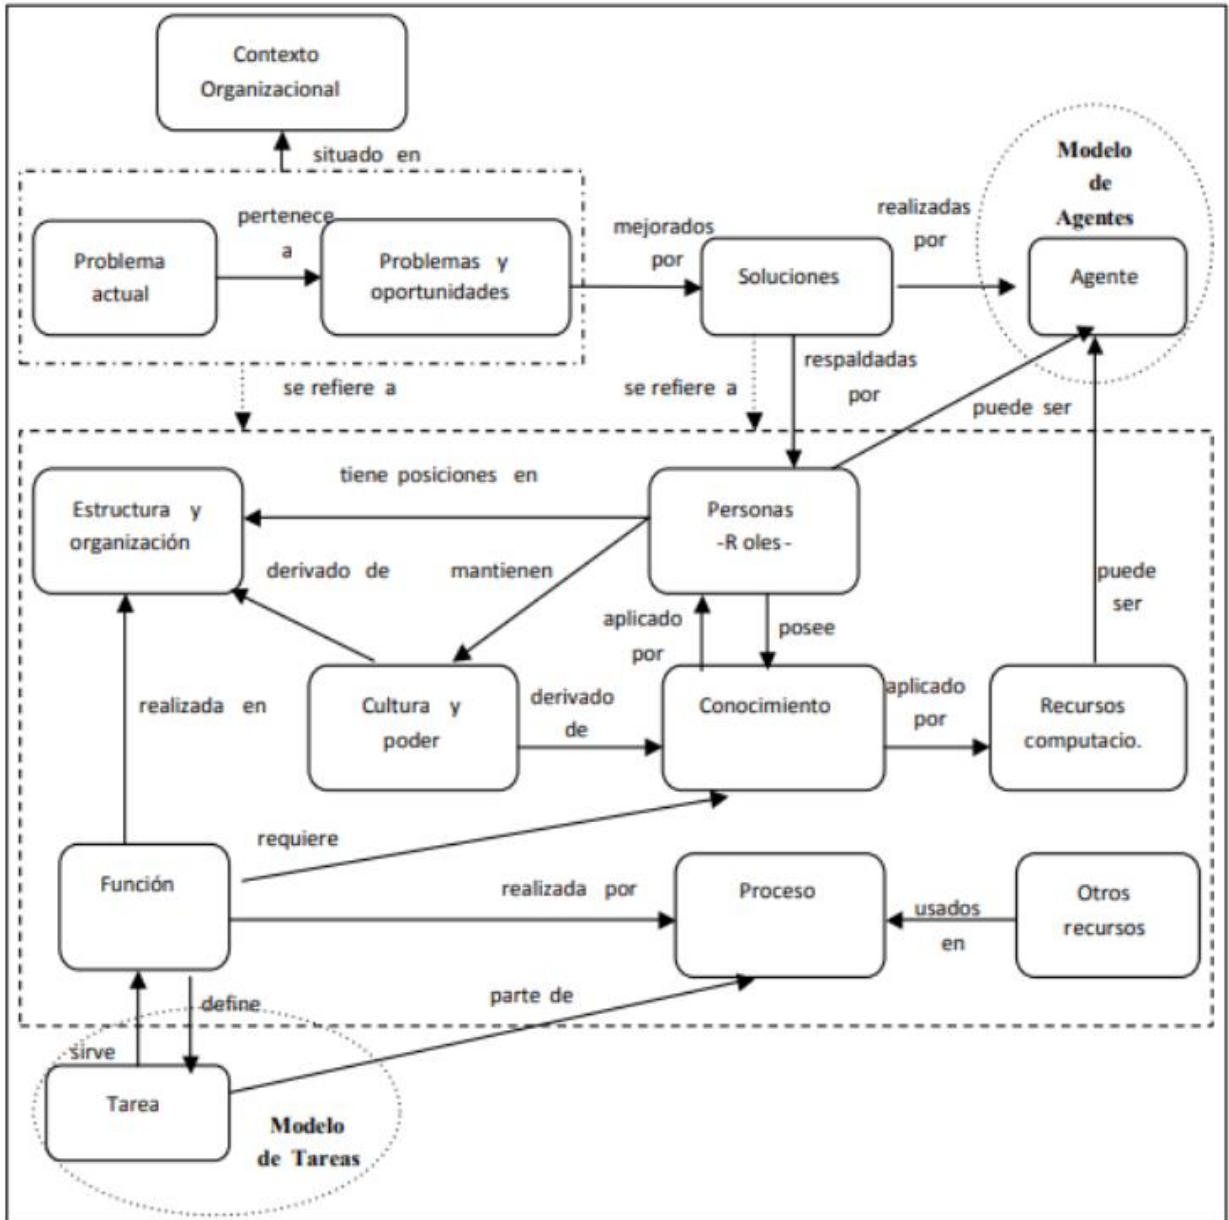 Contexto
Organizacional
situado en
Modelo
de
Agentes
pertenece
a
mejorados
por
realizadas
por
Problema
actual
Problemas y
oportunidades
Soluciones
Agente
se refiere a
se refiere a
respaldadas
por
puede ser
tiene posiciones en
Estructura y
organización
Personas
-R oles-
derivado de
mantienen
puede
ser
aplicado
por
posee
realizada en
Cultura y
poder
derivado
de
Conocimiento
aplicado
por
Recursos
computacio.
requiere
Función
realizada por
Proceso
usados
en
Otros
recursos
define
parte de
sirve
Tarea
Modelo
de Tareas